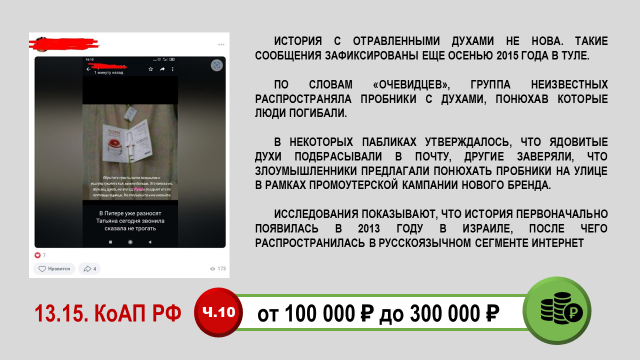 1 минуту назад
В Питере уже разносят
Татьяна сегодня звонила
сказала не трогать
7
Нравится
4
173
ИСТОРИЯ С ОТРАВЛЕННЫМИ ДУХАМИ НЕ НОВА. ТАКИЕ
СООБЩЕНИЯ ЗАФИКСИРОВАНЫ ЕЩЕ ОСЕНЬЮ 2015 ГОДА В ТУЛЕ.
ПО СЛОВАМ «ОЧЕВИДЦЕВ», ГРУППА НЕИЗВЕСТНЫХ
РАСПРОСТРАНЯЛА ПРОБНИКИ С ДУХАМИ, ПОНЮХАВ КОТОРЫЕ
ЛЮДИ ПОГИБАЛИ.
В НЕКОТОРЫХ ПАБЛИКАХ УТВЕРЖДАЛОСЬ, ЧТО ЯДОВИТЫЕ
ДУХИ ПОДБРАСЫВАЛИ В ПОЧТУ, ДРУГИЕ ЗАВЕРЯЛИ, ЧТО
ЗЛОУМЫШЛЕННИКИ ПРЕДЛАГАЛИ ПОНЮХАТЬ ПРОБНИКИ НА УЛИЦЕ
В РАМКАХ ПРОМОУТЕРСКОЙ КАМПАНИИ НОВОГО БРЕНДА.
ИССЛЕДОВАНИЯ ПОКАЗЫВАЮТ, ЧТО ИСТОРИЯ ПЕРВОНАЧАЛЬНО
ПОЯВИЛАСЬ В 2013 ГОДУ В ИЗРАИЛЕ, ПОСЛЕ ЧЕГО
РАСПРОСТРАНИЛАСЬ В РУССКОЯЗЫЧНОМ СЕГМЕНТЕ ИНТЕРНЕТ
13.15. КоАП РФ
Ч.10
от 100 000 ₽ до 300 000 ₽